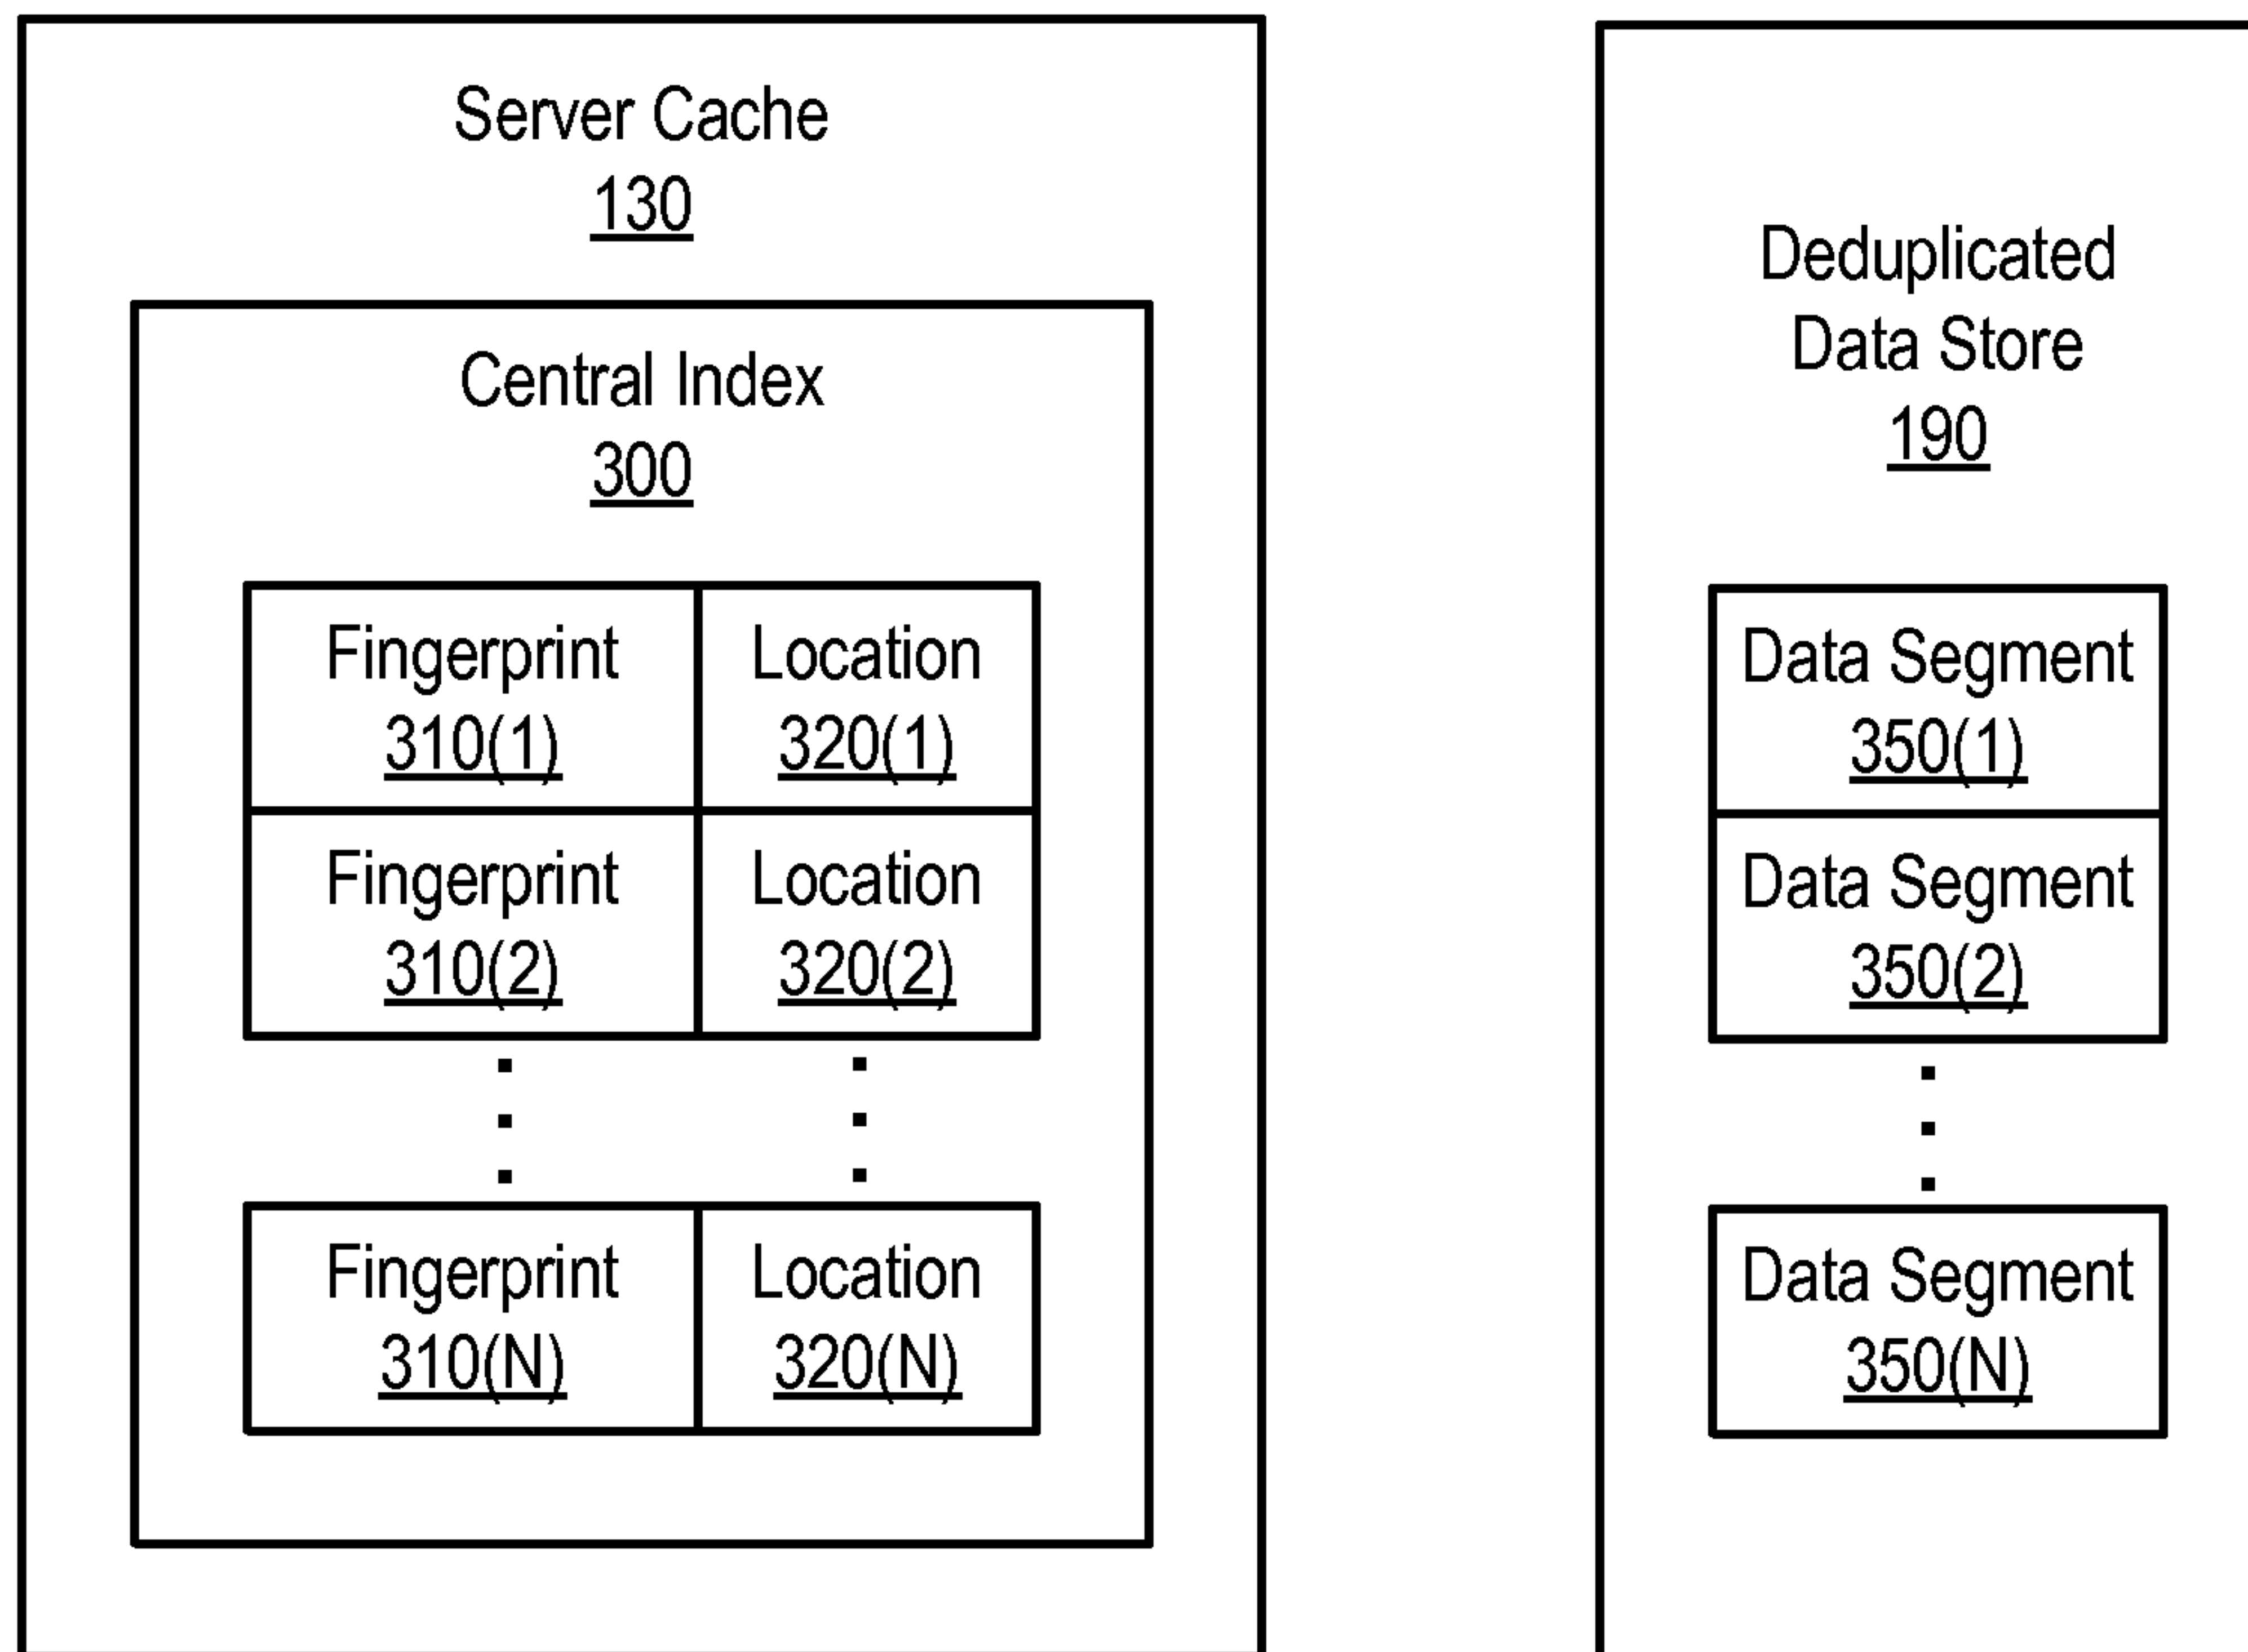 Server Cache
130
Central Index
300
Fingerprint
310(1)
Location
320(1)
Fingerprint
310(2)
Location
320(2)
Fingerprint
310(N)
Location
320(N)
Deduplicated
Data Store
190
Data Segment
350(1)
Data Segment
350(2)
Data Segment
350(N)